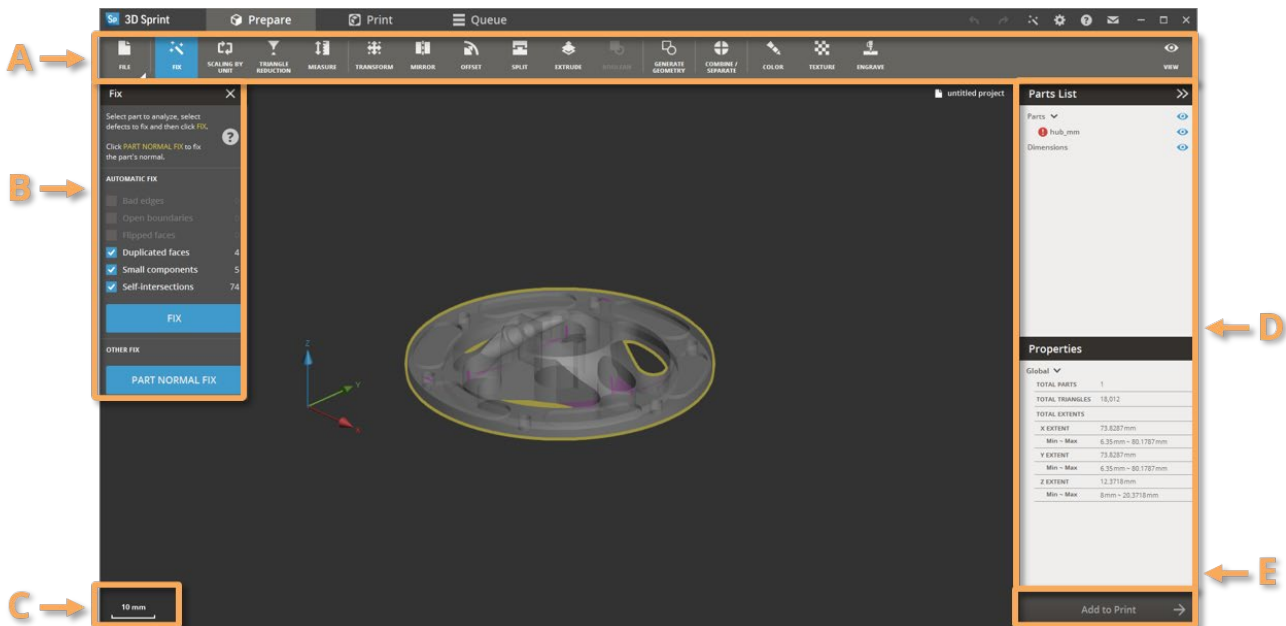 Sp 3D Sprint Prepare Print Queue
A
FILE FIX SCALING BY UNIT TRIANGLE REDUCTION MEASURE TRANSFORM MIRROR OFFSET SPLIT EXTRUDE BOOLEAN GENERATE GEOMETRY COMBINE / SEPARATE COLOR TEXTURE ENGRAVE VIEW
Fix
Select part to analyze, select
defects to fix and then click FIX.
Click PART NORMAL FIX to fix
the part's normal.
?
B
AUTOMATIC FIX
Bad edges
Open boundaries
Flipped faces
Duplicated faces 4
Small components 5
Self-intersections 74
FIX
OTHER FIX
PART NORMAL FIX
untitled project
Z
Y
X
C
10 mm
Parts List
Parts
hub_mm
Dimensions
D
Properties
Global
TOTAL PARTS 1
TOTAL TRIANGLES 18,012
TOTAL EXTENTS
X EXTENT 73.8287mm
Min ~ Max 6.35mm ~ 80.1787mm
Y EXTENT 73.8287mm
Min ~ Max 6.35mm ~ 80.1787mm
Z EXTENT 12.3718mm
Min ~ Max 8mm ~ 20.3718mm
E
Add to Print